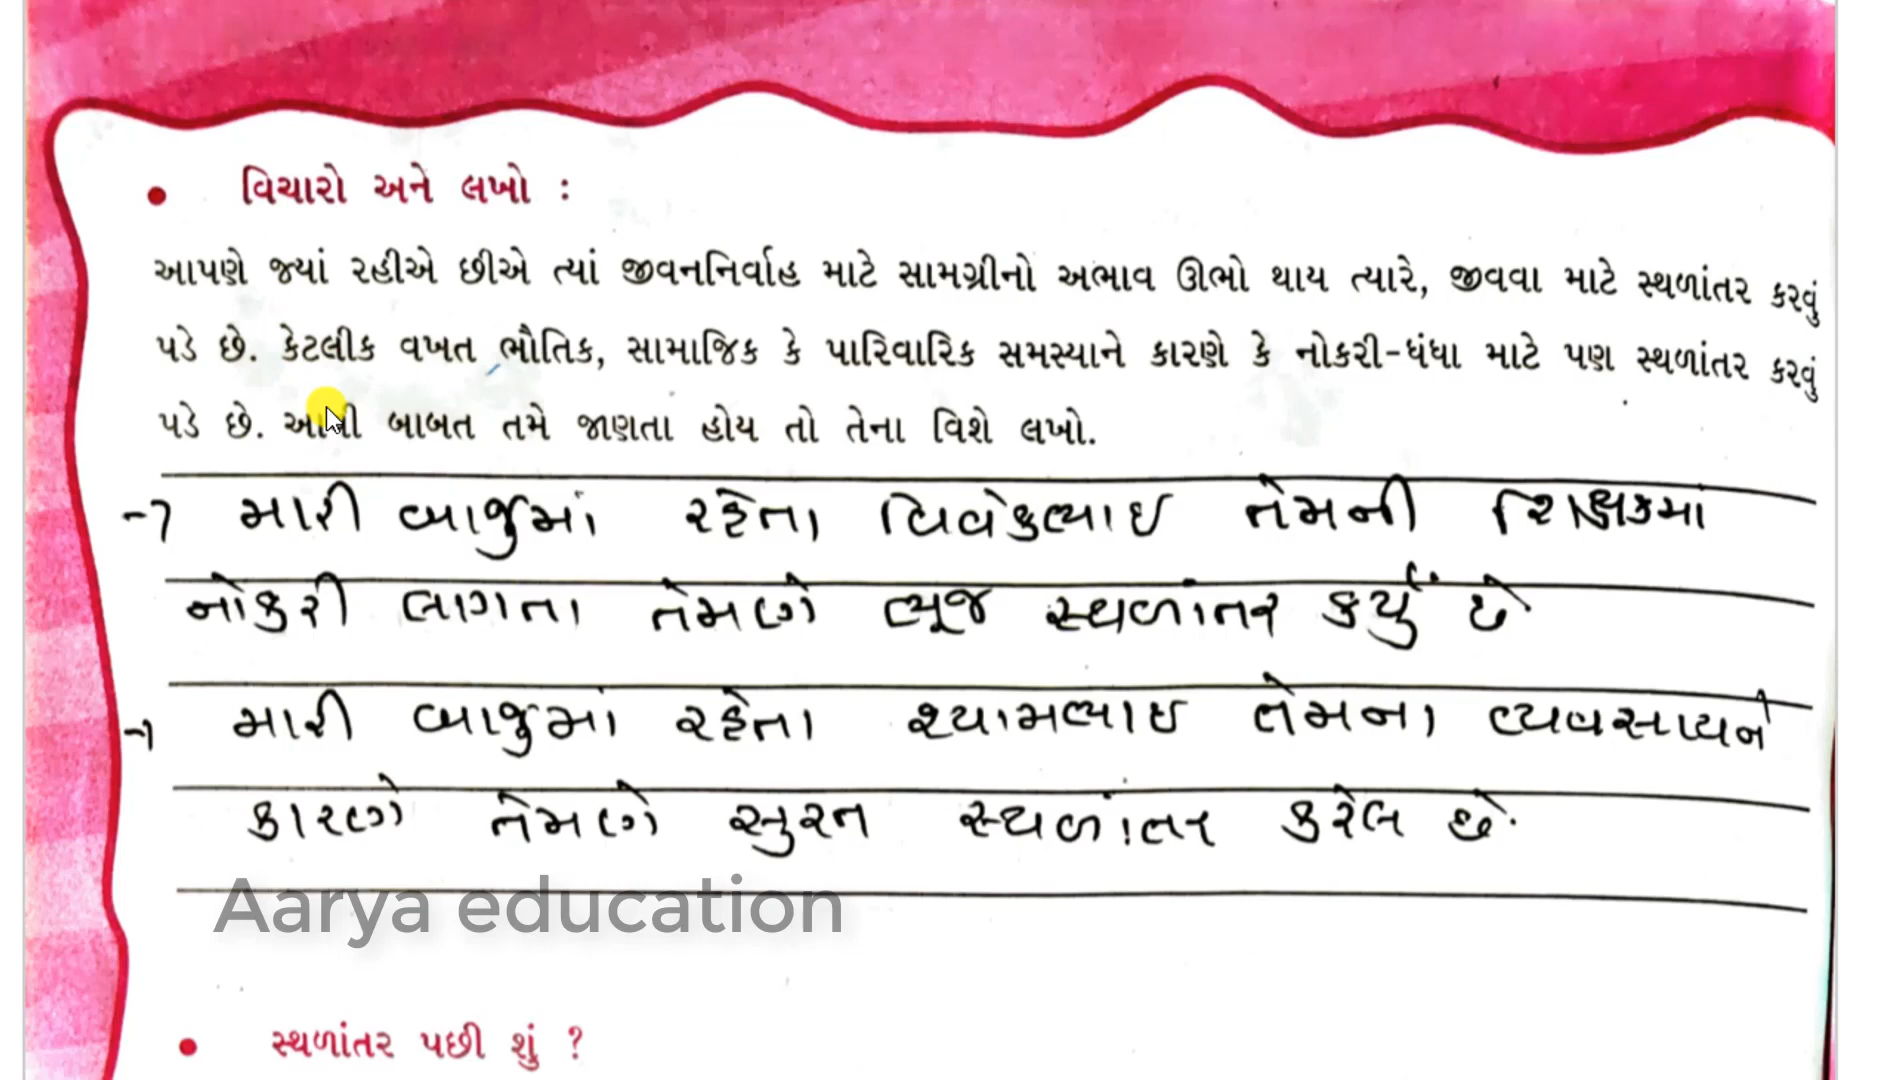 વિચારો અને લખો :
આપણે જ્યાં રહીએ છીએ ત્યાં જીવનનિર્વાહ માટે સામગ્રીનો અભાવ ઊભો થાય ત્યારે, જીવવા માટે સ્થળાંતર કરવું
પડે છે. કેટલીક વખત ભૌતિક, સામાજિક કે પારિવારિક સમસ્યાને કારણે કે નોકરી-ધંધા માટે પણ સ્થળાંતર કરવું
પડે છે. આવી બાબત તમે જાણતા હોય તો તેના વિશે લખો.
→ મારી બાજુમાં રહેતા વિવેકભાઇ તેમની શિક્ષકમાં
નોકરી લાગતા તેમણે ભૂજ સ્થળાંતર કર્યું છે
→ મારી બાજુમાં રહેતા શ્યામભાઇ તેમના વ્યવસાયને
કારણે તેમણે સુરત સ્થળાંતર કરેલ છે.
Aarya education
સ્થળાંતર પછી શું ?